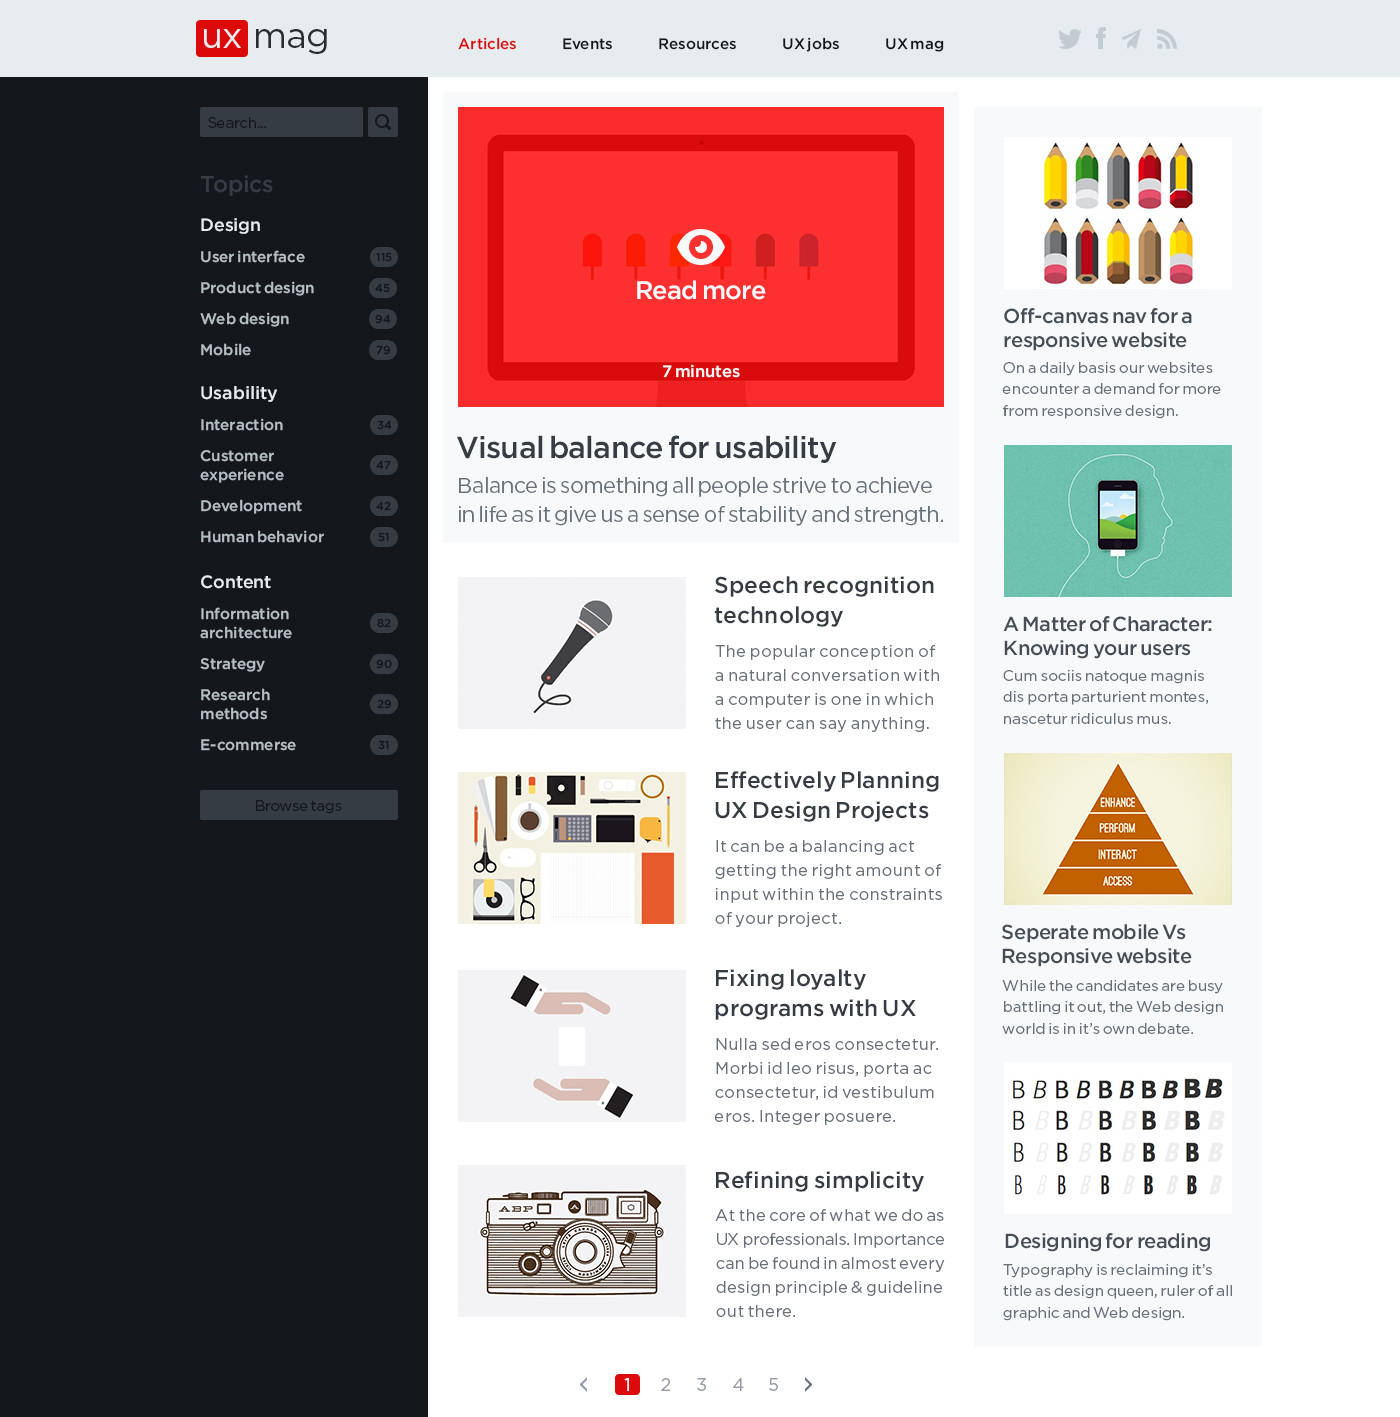 ux mag
Articles Events Resources UX jobs UX mag
Search...
Topics
Design
User interface 115
Product design 45
Web design 94
Mobile 79
Usability
Interaction 34
Customer
experience 47
Development 42
Human behavior 51
Content
Information
architecture 82
Strategy 90
Research
methods 29
E-commerse 31
Browse tags
Read more
7 minutes
Visual balance for usability
Balance is something all people strive to achieve
in life as it give us a sense of stability and strength.
Speech recognition
technology
The popular conception of
a natural conversation with
a computer is one in which
the user can say anything.
Effectively Planning
UX Design Projects
It can be a balancing act
getting the right amount of
input within the constraints
of your project.
Fixing loyalty
programs with UX
Nulla sed eros consectetur.
Morbi id leo risus, porta ac
consectetur, id vestibulum
eros. Integer posuere.
ABP
Refining simplicity
At the core of what we do as
UX professionals. Importance
can be found in almost every
design principle & guideline
out there.
1 2 3 4 5
Off-canvas nav for a
responsive website
On a daily basis our websites
encounter a demand for more
from responsive design.
A Matter of Character:
Knowing your users
Cum sociis natoque magnis
dis porta parturient montes,
nascetur ridiculus mus.
ENHANCE
PERFORM
INTERACT
ACCESS
Seperate mobile Vs
Responsive website
While the candidates are busy
battling it out, the Web design
world is in it's own debate.
B B B B B B B B B B
B B B B B B B B B B
B B B B B B B B B B
B B B B B B B B B B
Designing for reading
Typography is reclaiming it's
title as design queen, ruler of all
graphic and Web design.